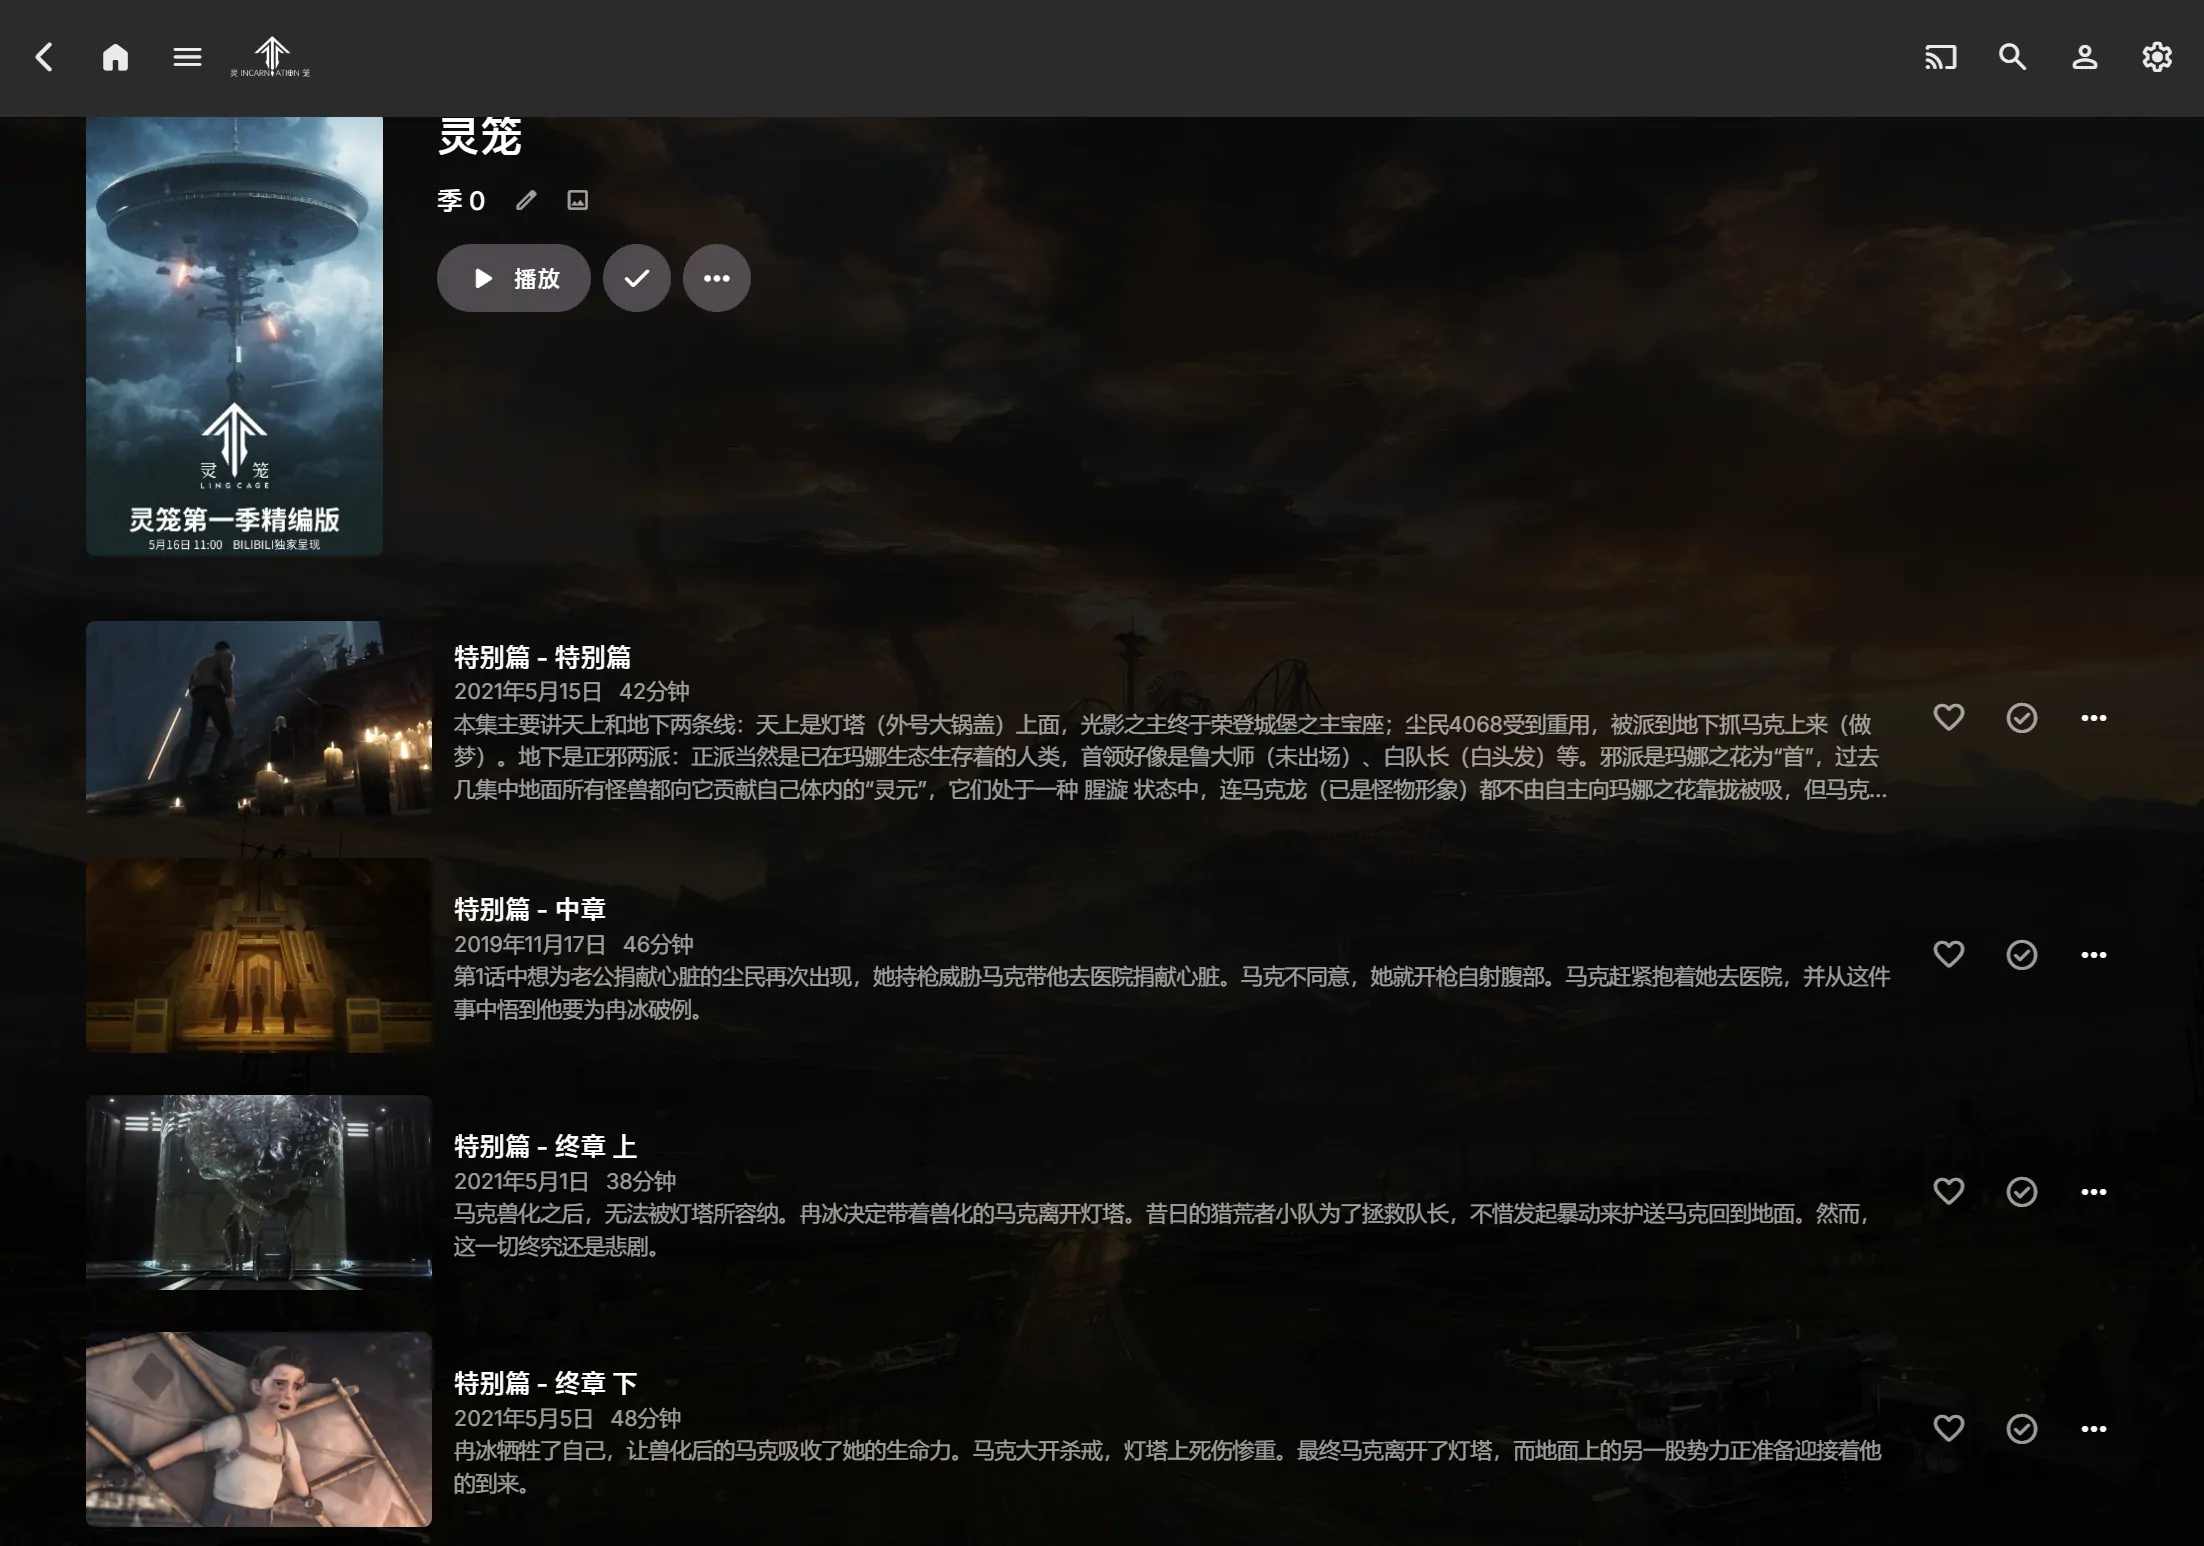 灵 INCARNATION 笼
灵笼
季 0
播放
灵 笼
LING CAGE
灵笼第一季精编版
5月16日 11:00 BILIBILI独家呈现
特别篇 - 特别篇
2021年5月15日 42分钟
本集主要讲天上和地下两条线：天上是灯塔（外号大锅盖）上面，光影之主终于荣登城堡之主宝座；尘民4068受到重用，被派到地下抓马克上来（做
梦）。地下是正邪两派：正派当然是已在玛娜生态生存着的人类，首领好像是鲁大师（未出场）、白队长（白头发）等。邪派是玛娜之花为“首”，过去
几集中地面所有怪兽都向它贡献自己体内的“灵元”，它们处于一种 腥漩 状态中，连马克龙（已是怪物形象）都不由自主向玛娜之花靠拢被吸，但马克...
特别篇 - 中章
2019年11月17日 46分钟
第1话中想为老公捐献心脏的尘民再次出现，她持枪威胁马克带他去医院捐献心脏。马克不同意，她就开枪自射腹部。马克赶紧抱着她去医院，并从这件
事中悟到他要为冉冰破例。
特别篇 - 终章 上
2021年5月1日 38分钟
马克兽化之后，无法被灯塔所容纳。冉冰决定带着兽化的马克离开灯塔。昔日的猎荒者小队为了拯救队长，不惜发起暴动来护送马克回到地面。然而，
这一切终究还是悲剧。
特别篇 - 终章 下
2021年5月5日 48分钟
冉冰牺牲了自己，让兽化后的马克吸收了她的生命力。马克大开杀戒，灯塔上死伤惨重。最终马克离开了灯塔，而地面上的另一股势力正准备迎接着他
的到来。